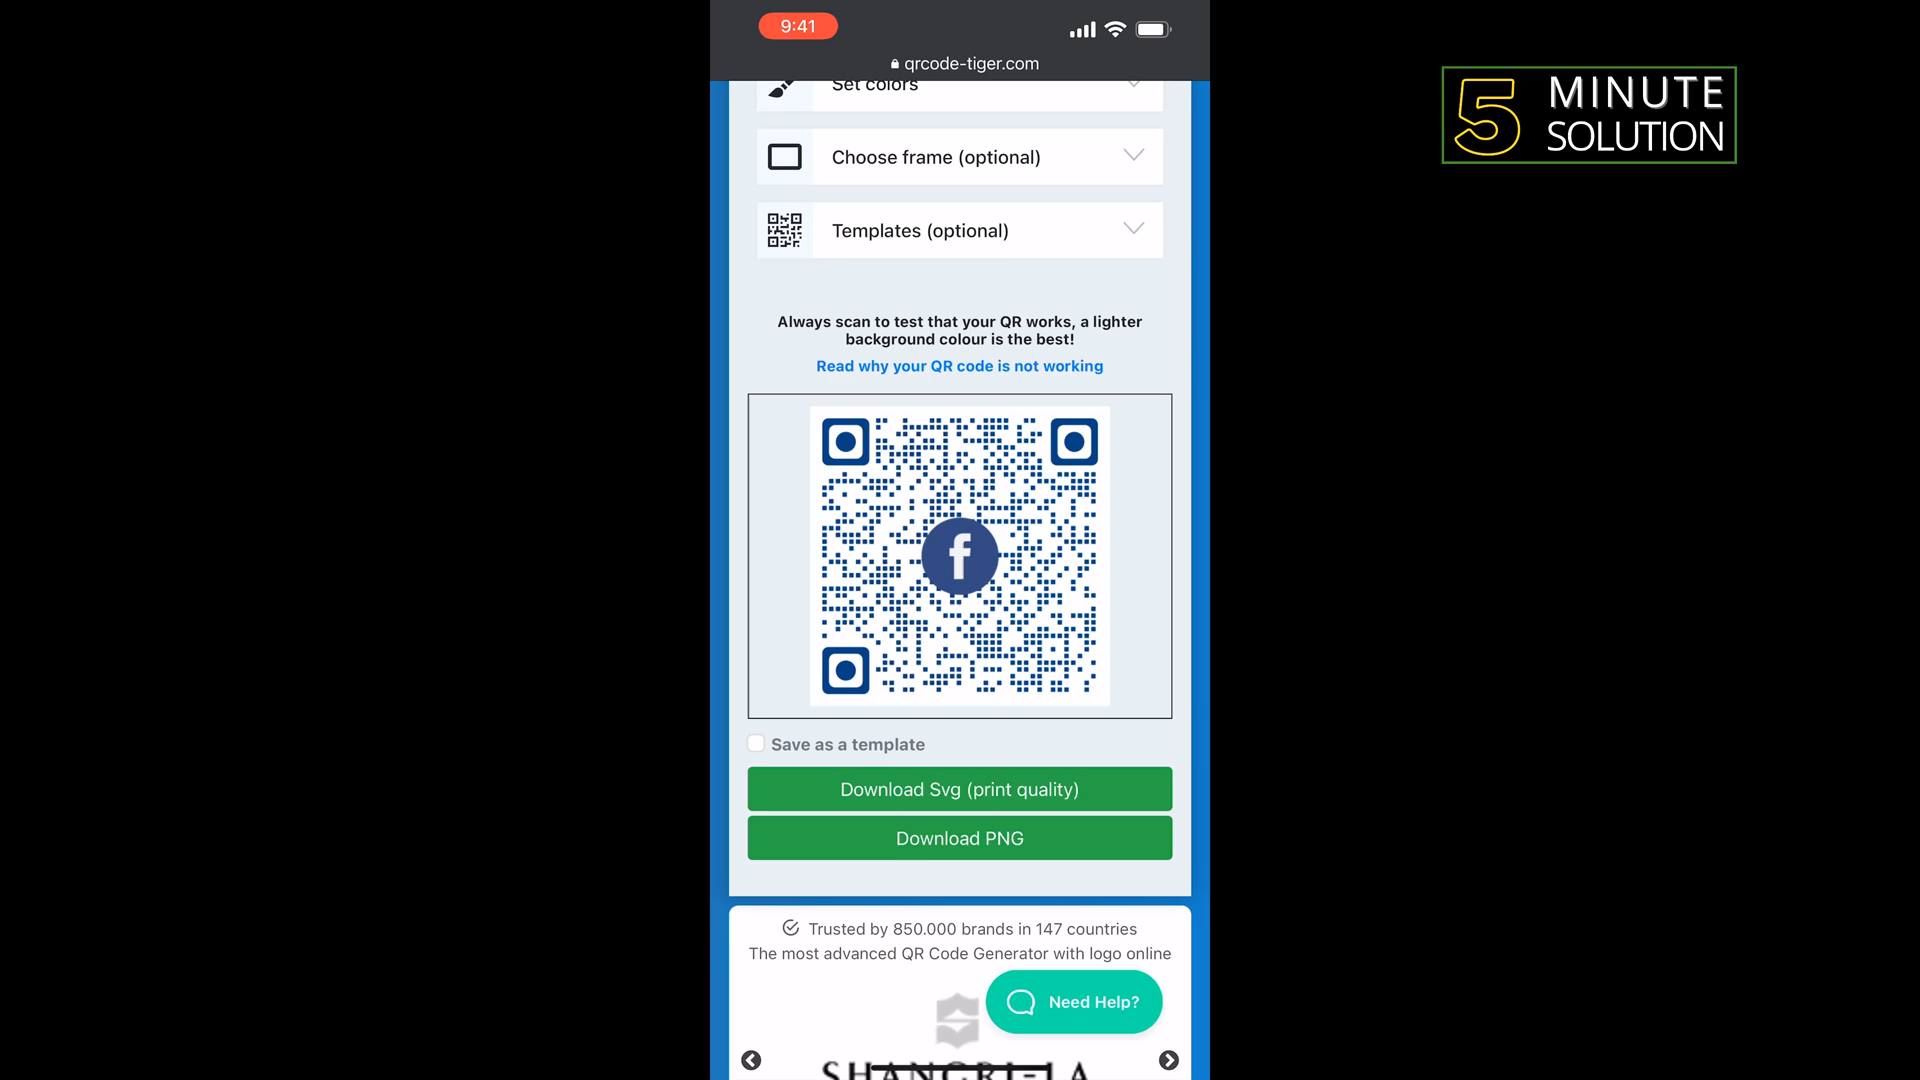 9:41
qrcode-tiger.com
Set colors
Choose frame (optional)
Templates (optional)
Always scan to test that your QR works, a lighter
background colour is the best!
Read why your QR code is not working
f
Save as a template
Download Svg (print quality)
Download PNG
Trusted by 850.000 brands in 147 countries
The most advanced QR Code Generator with logo online
Need Help?
SHANGRI-LA
5 MINUTE
SOLUTION